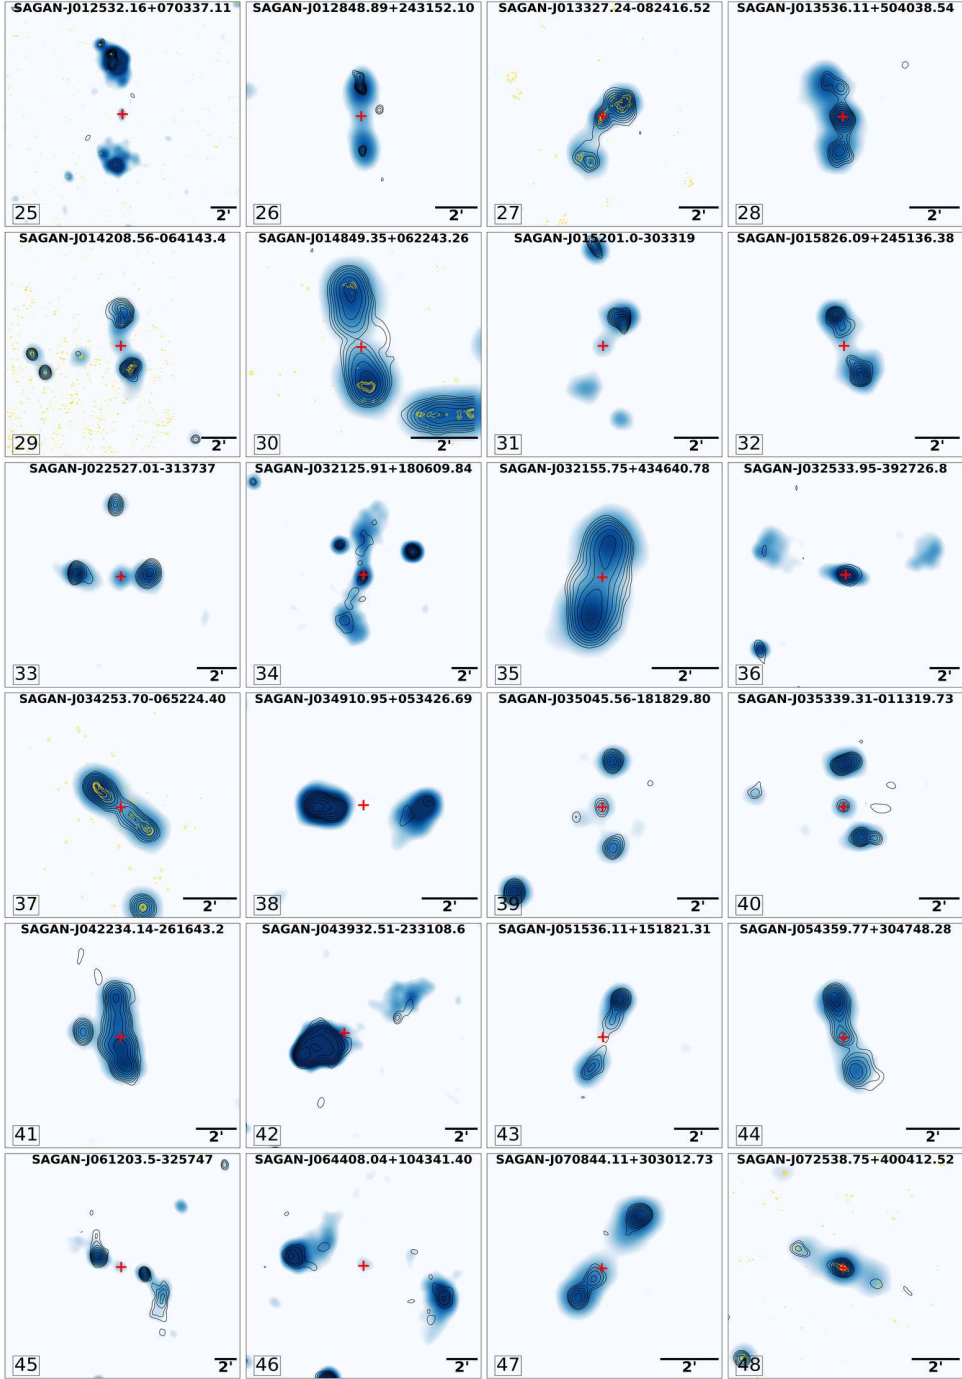 SAGAN-J012532.16+070337.11 SAGAN-J012848.89+243152.10 SAGAN-J013327.24-082416.52 SAGAN-J013536.11+504038.54
25 2' 26 2' 27 2' 28 2'
SAGAN-J014208.56-064143.4 SAGAN-J014849.35+062243.26 SAGAN-J015201.0-303319 SAGAN-J015826.09+245136.38
29 2' 30 2' 31 2' 32 2'
SAGAN-J022527.01-313737 SAGAN-J032125.91+180609.84 SAGAN-J032155.75+434640.78 SAGAN-J032533.95-392726.8
33 2' 34 2' 35 2' 36 2'
SAGAN-J034253.70-065224.40 SAGAN-J034910.95+053426.69 SAGAN-J035045.56-181829.80 SAGAN-J035339.31-011319.73
37 2' 38 2' 39 2' 40 2'
SAGAN-J042234.14-261643.2 SAGAN-J043932.51-233108.6 SAGAN-J051536.11+151821.31 SAGAN-J054359.77+304748.28
41 2' 42 2' 43 2' 44 2'
SAGAN-J061203.5-325747 SAGAN-J064408.04+104341.40 SAGAN-J070844.11+303012.73 SAGAN-J072538.75+400412.52
45 2' 46 2' 47 2' 48 2'